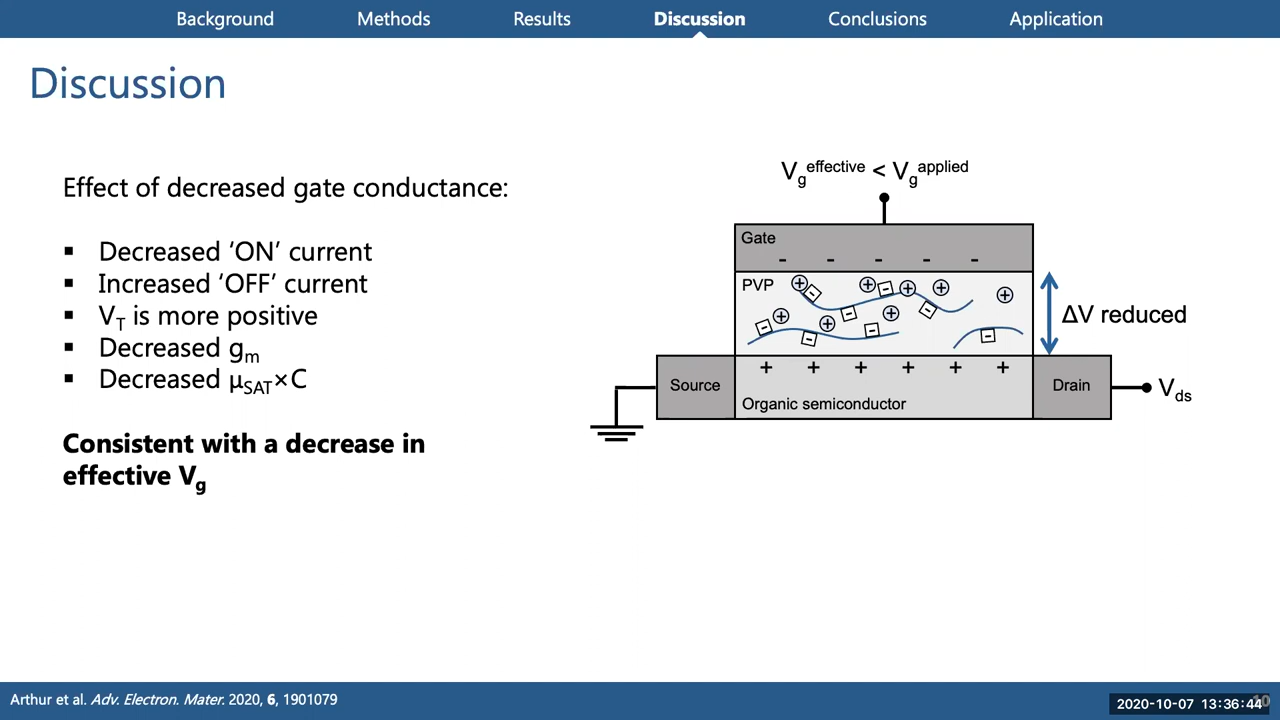 Background Methods Results Discussion Conclusions Application
Discussion
Effect of decreased gate conductance:
▪ Decreased ‘ON’ current
▪ Increased ‘OFF’ current
▪ V_T is more positive
▪ Decreased g_m
▪ Decreased μ_SAT×C
Consistent with a decrease in
effective V_g
V_g^effective < V_g^applied
Gate
- - - - -
PVP
ΔV reduced
+ + + + + +
Source
Organic semiconductor
Drain
V_ds
Arthur et al. Adv. Electron. Mater. 2020, 6, 1901079
2020-10-07 13:36:44
10